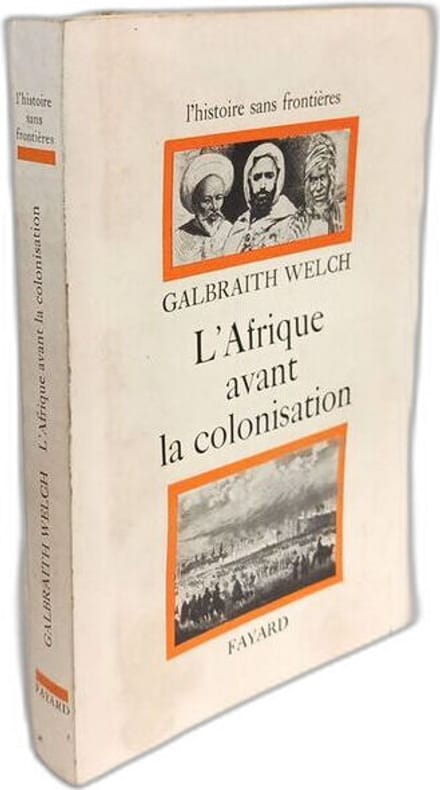 l'histoire
sans
frontières
GALBRAITH WELCH L'Afrique avant la colonisation
FAYARD
l'histoire sans frontières
GALBRAITH WELCH
L'Afrique
avant
la colonisation
FAYARD